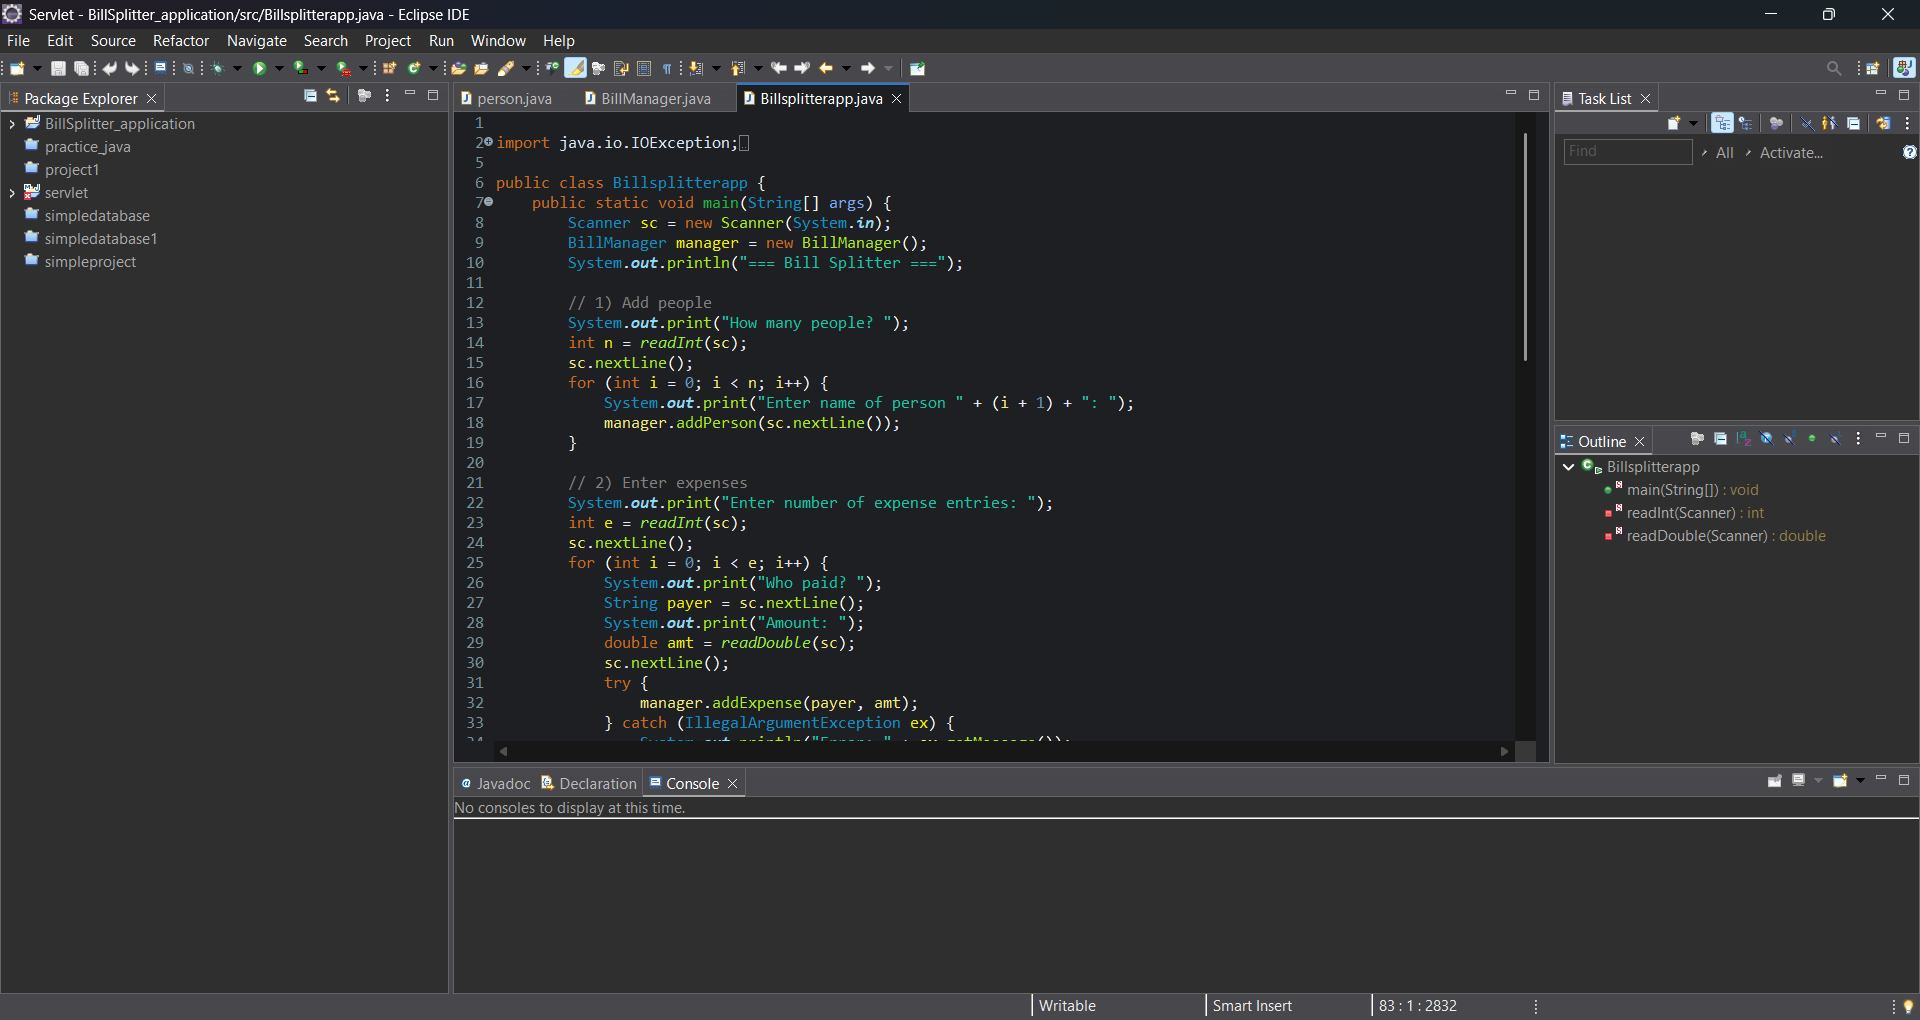 Servlet - BillSplitter_application/src/Billsplitterapp.java - Eclipse IDE
File Edit Source Refactor Navigate Search Project Run Window Help
Package Explorer
BillSplitter_application
practice_java
project1
servlet
simpledatabase
simpledatabase1
simpleproject
person.java BillManager.java Billsplitterapp.java
1
2 import java.io.IOException;
5
6 public class Billsplitterapp {
7 public static void main(String[] args) {
8 Scanner sc = new Scanner(System.in);
9 BillManager manager = new BillManager();
10 System.out.println("=== Bill Splitter ===");
11
12 // 1) Add people
13 System.out.print("How many people? ");
14 int n = readInt(sc);
15 sc.nextLine();
16 for (int i = 0; i < n; i++) {
17 System.out.print("Enter name of person " + (i + 1) + ": ");
18 manager.addPerson(sc.nextLine());
19 }
20
21 // 2) Enter expenses
22 System.out.print("Enter number of expense entries: ");
23 int e = readInt(sc);
24 sc.nextLine();
25 for (int i = 0; i < e; i++) {
26 System.out.print("Who paid? ");
27 String payer = sc.nextLine();
28 System.out.print("Amount: ");
29 double amt = readDouble(sc);
30 sc.nextLine();
31 try {
32 manager.addExpense(payer, amt);
33 } catch (IllegalArgumentException ex) {
Task List
Find All Activate...
Outline
Billsplitterapp
main(String[]) : void
readInt(Scanner) : int
readDouble(Scanner) : double
Javadoc Declaration Console
No consoles to display at this time.
Writable Smart Insert 83 : 1 : 2832